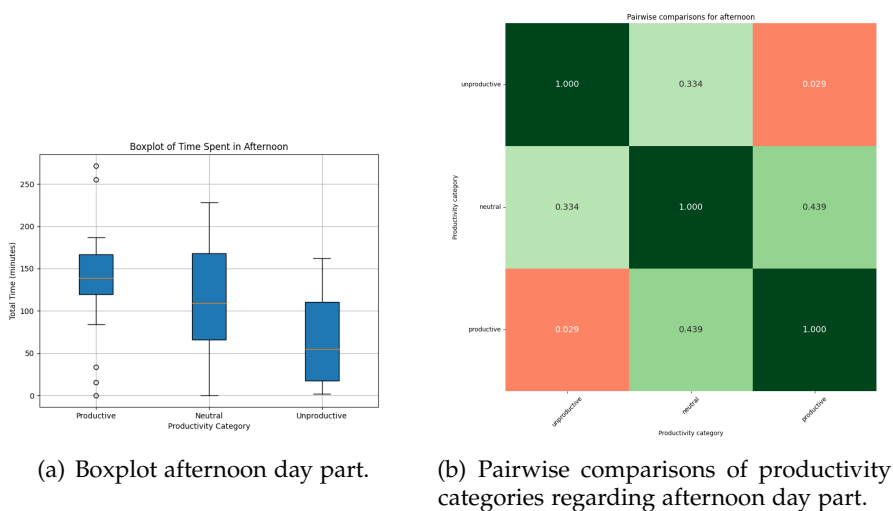 Boxplot of Time Spent in Afternoon
Total Time (minutes)
250
200
150
100
50
0
Productive
Neutral
Unproductive
Productivity Category
(a) Boxplot afternoon day part.
Pairwise comparisons for afternoon
Productivity category
unproductive
1.000
0.334
0.029
neutral
0.334
1.000
0.439
productive
0.029
0.439
1.000
unproductive
neutral
productive
Productivity category
(b) Pairwise comparisons of productivity
categories regarding afternoon day part.